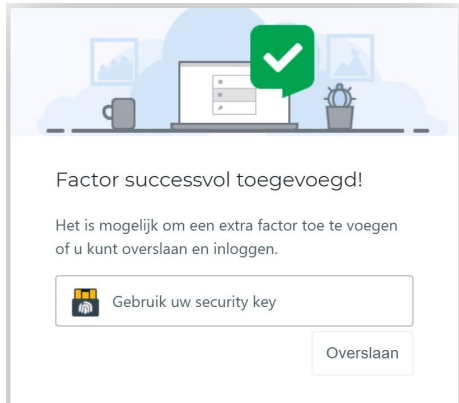 Factor successvol toegevoegd!
Het is mogelijk om een extra factor toe te voegen
of u kunt overslaan en inloggen.
Gebruik uw security key
Overslaan